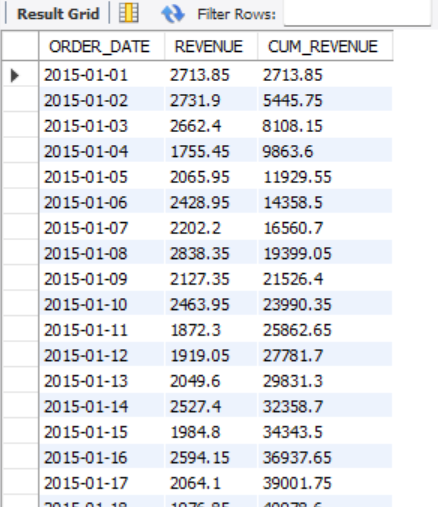 Result Grid Filter Rows:
ORDER_DATE REVENUE CUM_REVENUE
2015-01-01 2713.85 2713.85
2015-01-02 2731.9 5445.75
2015-01-03 2662.4 8108.15
2015-01-04 1755.45 9863.6
2015-01-05 2065.95 11929.55
2015-01-06 2428.95 14358.5
2015-01-07 2202.2 16560.7
2015-01-08 2838.35 19399.05
2015-01-09 2127.35 21526.4
2015-01-10 2463.95 23990.35
2015-01-11 1872.3 25862.65
2015-01-12 1919.05 27781.7
2015-01-13 2049.6 29831.3
2015-01-14 2527.4 32358.7
2015-01-15 1984.8 34343.5
2015-01-16 2594.15 36937.65
2015-01-17 2064.1 39001.75